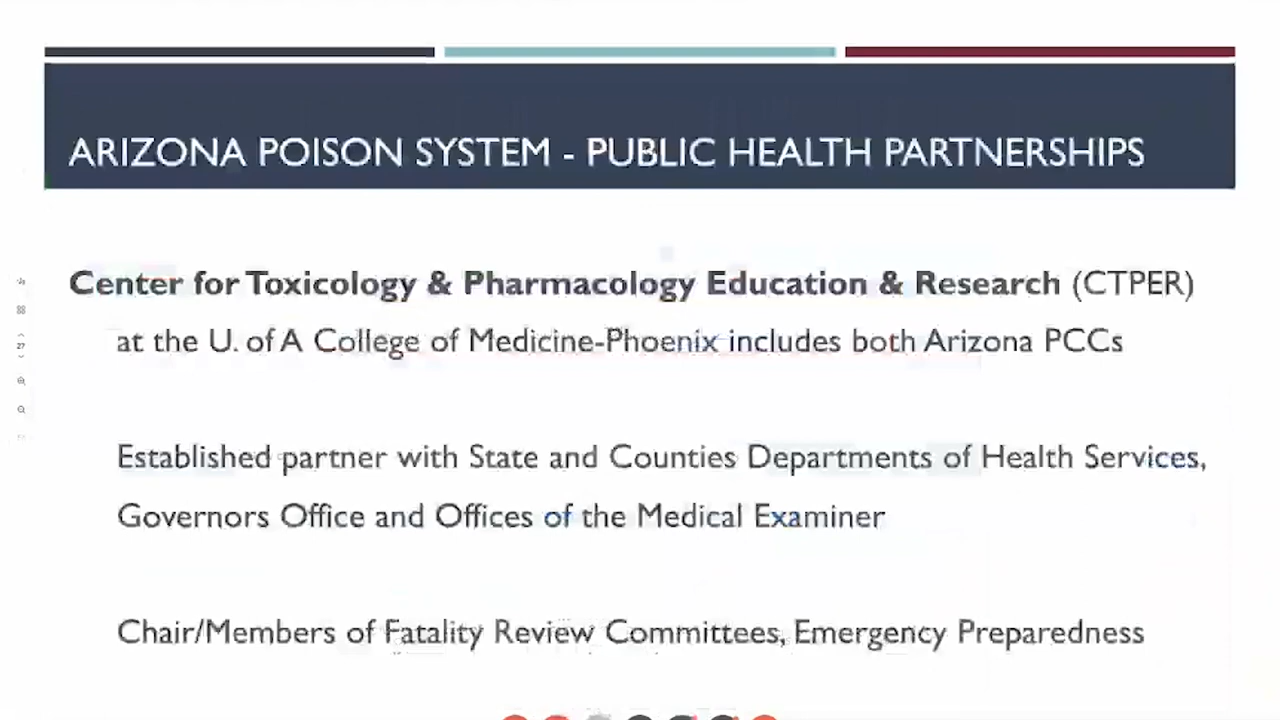 ARIZONA POISON SYSTEM - PUBLIC HEALTH PARTNERSHIPS
Center for Toxicology & Pharmacology Education & Research (CTPER)
at the U. of A College of Medicine-Phoenix includes both Arizona PCCs
Established partner with State and Counties Departments of Health Services,
Governors Office and Offices of the Medical Examiner
Chair/Members of Fatality Review Committees, Emergency Preparedness
27